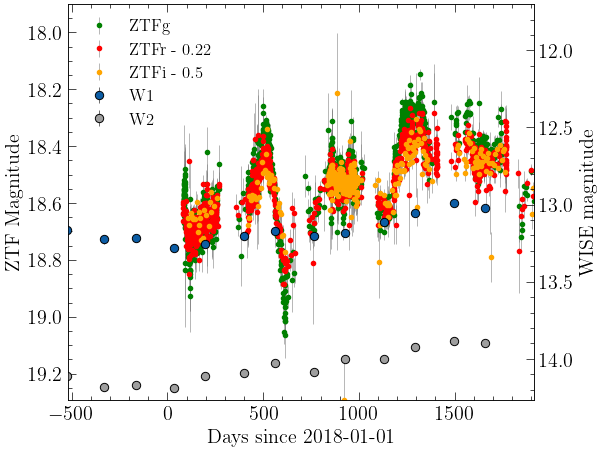 ZTFg
ZTFr - 0.22
ZTFi - 0.5
W1
W2
18.0
18.2
18.4
18.6
18.8
19.0
19.2
ZTF Magnitude
12.0
12.5
13.0
13.5
14.0
WISE magnitude
−500
0
500
1000
1500
Days since 2018-01-01